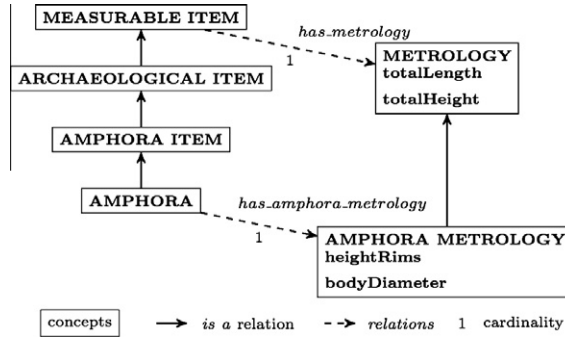 MEASURABLE ITEM
has_metrology
1
METROLOGY
totalLength
totalHeight
ARCHAEOLOGICAL ITEM
AMPHORA ITEM
AMPHORA
has_amphora_metrology
1
AMPHORA METROLOGY
heightRims
bodyDiameter
concepts is a relation relations 1 cardinality